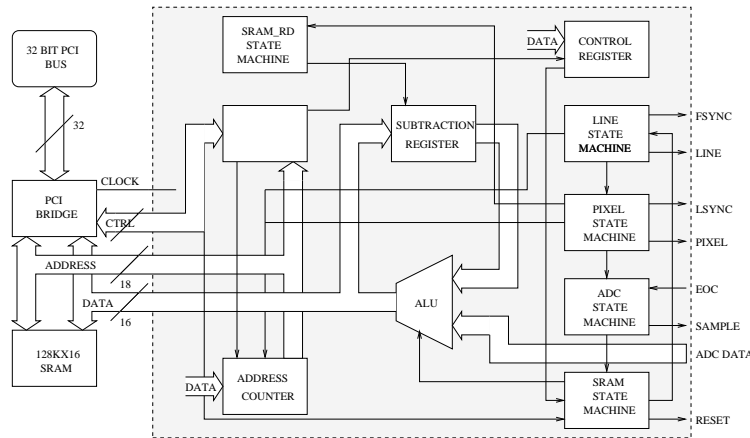 32 BIT PCI
BUS
32
PCI
BRIDGE
CLOCK
CTRL
ADDRESS
18
DATA
16
128KX16
SRAM
SRAM_RD
STATE
MACHINE
DATA
CONTROL
REGISTER
SUBTRACTION
REGISTER
LINE
STATE
MACHINE
FSYNC
LINE
PIXEL
STATE
MACHINE
LSYNC
PIXEL
ALU
ADC
STATE
MACHINE
EOC
SAMPLE
ADC DATA
DATA
ADDRESS
COUNTER
SRAM
STATE
MACHINE
RESET